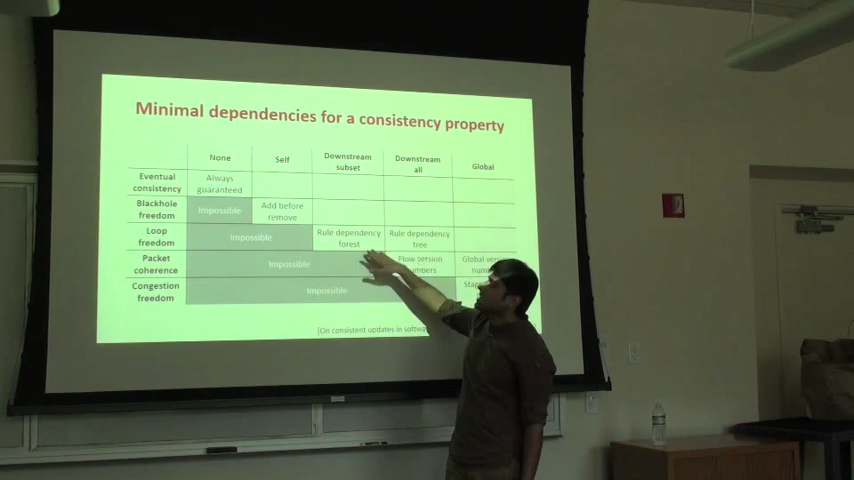 Minimal dependencies for a consistency property
None Self Downstream subset Downstream all Global
Eventual consistency Always guaranteed
Blackhole freedom Impossible Add before remove
Loop freedom Impossible Rule dependency forest Rule dependency tree
Packet coherence Impossible Flow version numbers Global
Congestion freedom Impossible
[On consistent updates in